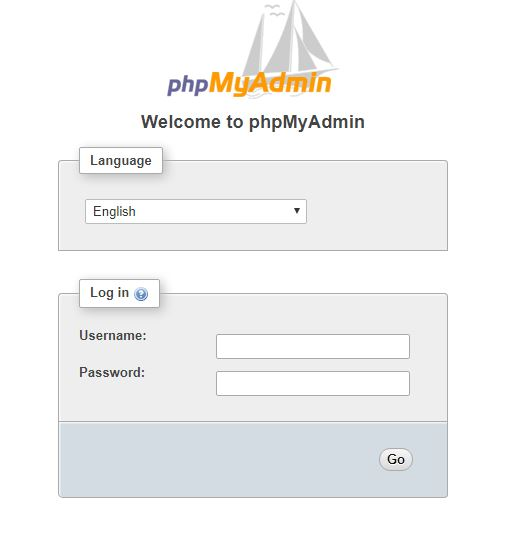 phpMyAdmin
Welcome to phpMyAdmin
Language
English
Log in
Username:
Password:
Go